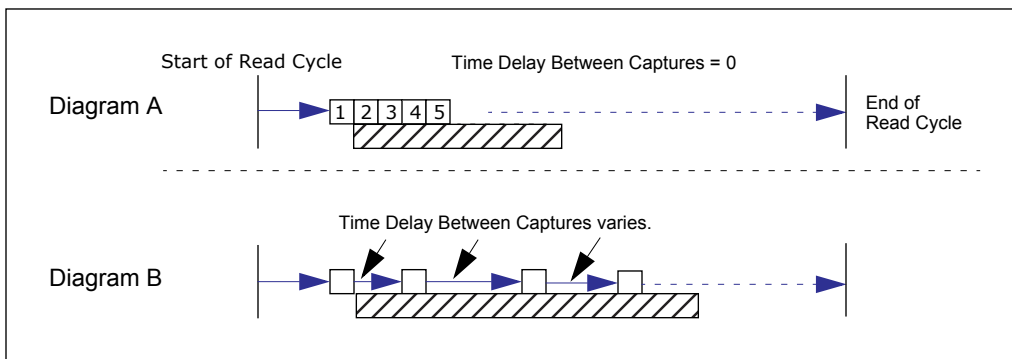 Start of Read Cycle
Time Delay Between Captures = 0
Diagram A
1 2 3 4 5
End of
Read Cycle
Time Delay Between Captures varies.
Diagram B